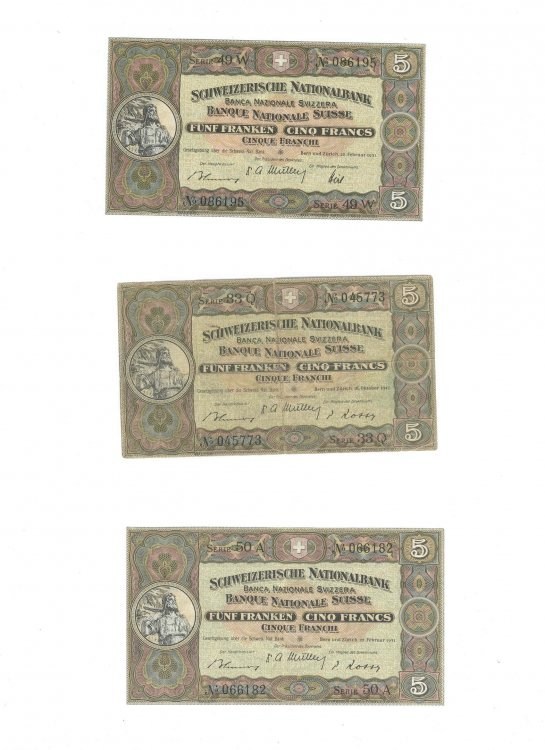 SERIE 49 W № 086195 5
SCHWEIZERISCHE NATIONALBANK
BANCA NAZIONALE SVIZZERA
BANQUE NATIONALE SUISSE
FÜNF FRANKEN CINQ FRANCS
CINQUE FRANCHI
№ 086195 SERIE 49 W 5
SERIE 33 Q № 045773 5
SCHWEIZERISCHE NATIONALBANK
BANCA NAZIONALE SVIZZERA
BANQUE NATIONALE SUISSE
FÜNF FRANKEN CINQ FRANCS
CINQUE FRANCHI
№ 045773 SERIE 33 Q 5
SERIE 50 A № 066182 5
SCHWEIZERISCHE NATIONALBANK
BANCA NAZIONALE SVIZZERA
BANQUE NATIONALE SUISSE
FÜNF FRANKEN CINQ FRANCS
CINQUE FRANCHI
№ 066182 SERIE 50 A 5